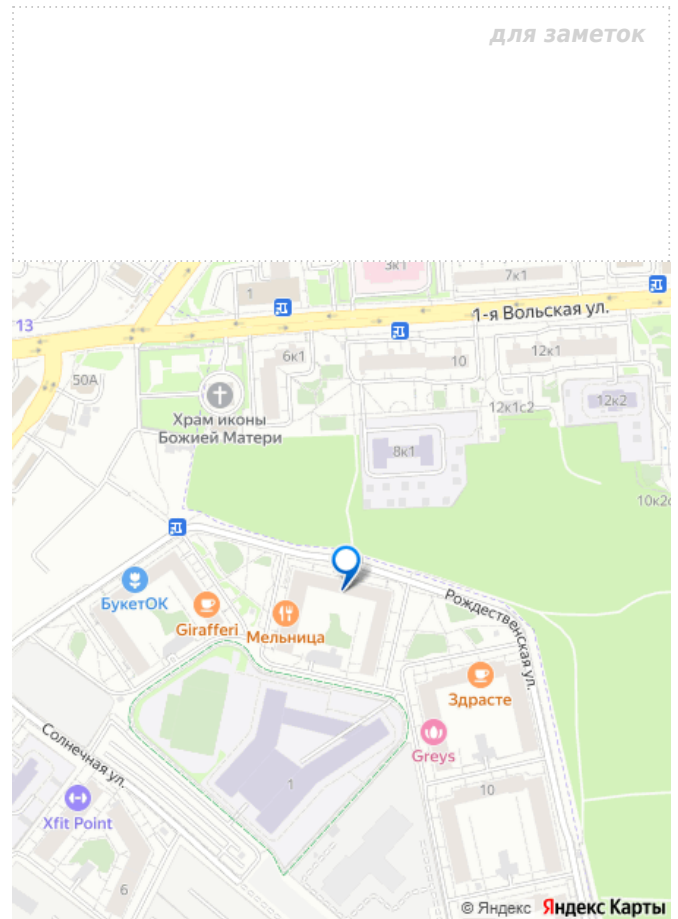 для заметок
3к1
7к1
1
1-я Вольская ул.
13
6к1
10
12к1
50А
12к2
12к1с2
Храм иконы
Божией Матери
8к1
БукетОК
Girafferi
Мельница
Рождественская ул.
Здрасте
Солнечная ул.
Greys
1
10
Xfit Point
6
© Яндекс Яндекс Карты